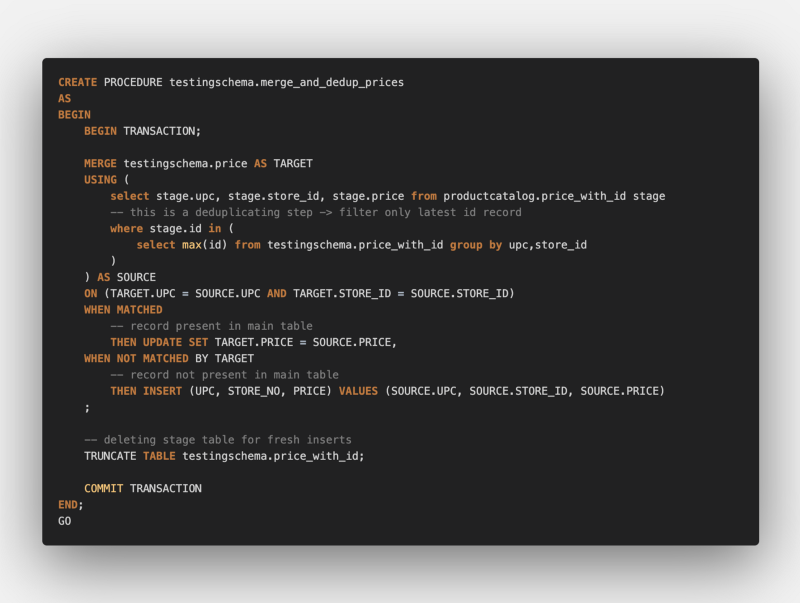 CREATE PROCEDURE testingschema.merge_and_dedup_prices
AS
BEGIN
    BEGIN TRANSACTION;

    MERGE testingschema.price AS TARGET
    USING (
        select stage.upc, stage.store_id, stage.price from productcatalog.price_with_id stage
        -- this is a deduplicating step -> filter only latest id record
        where stage.id in (
            select max(id) from testingschema.price_with_id group by upc,store_id
        )
    ) AS SOURCE
    ON (TARGET.UPC = SOURCE.UPC AND TARGET.STORE_ID = SOURCE.STORE_ID)
    WHEN MATCHED
        -- record present in main table
        THEN UPDATE SET TARGET.PRICE = SOURCE.PRICE,
    WHEN NOT MATCHED BY TARGET
        -- record not present in main table
        THEN INSERT (UPC, STORE_NO, PRICE) VALUES (SOURCE.UPC, SOURCE.STORE_ID, SOURCE.PRICE)
    ;

    -- deleting stage table for fresh inserts
    TRUNCATE TABLE testingschema.price_with_id;

    COMMIT TRANSACTION
END;
GO